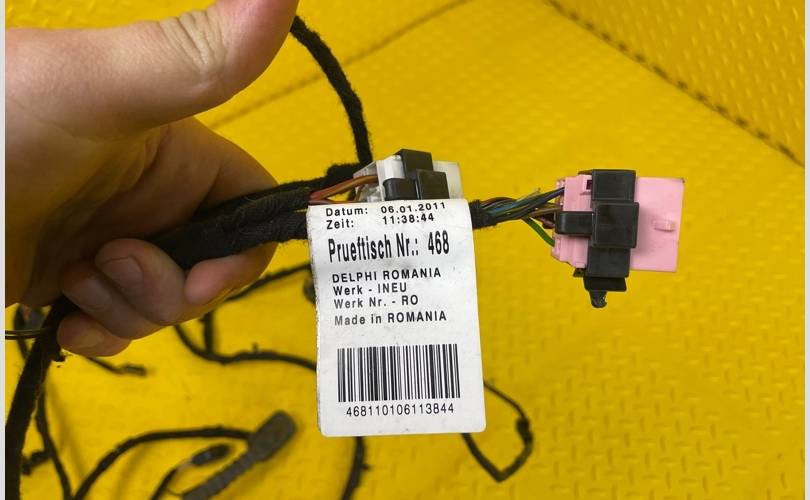 Datum: 06.01.2011
Zeit: 11:38:44
Prueftisch Nr.: 468
DELPHI ROMANIA
Werk - INEU
Werk Nr. - RO
Made in ROMANIA
468110106113844